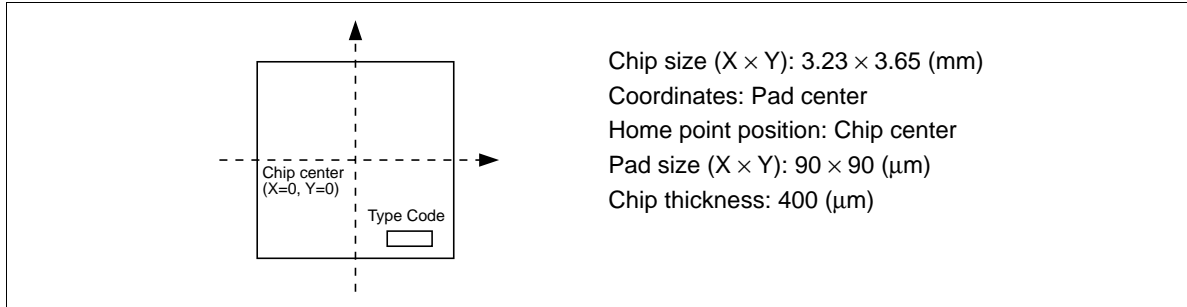 Chip center
(X=0, Y=0)
Type Code
Chip size (X × Y): 3.23 × 3.65 (mm)
Coordinates: Pad center
Home point position: Chip center
Pad size (X × Y): 90 × 90 (μm)
Chip thickness: 400 (μm)